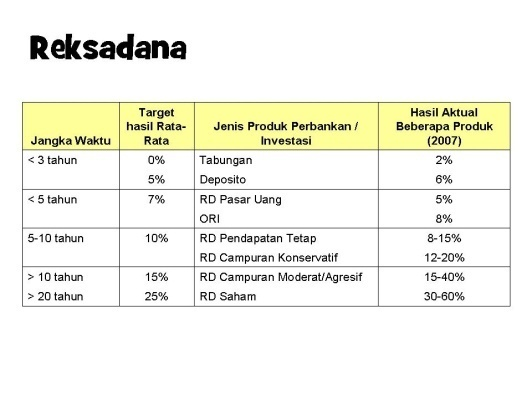 Reksadana
Jangka Waktu Target hasil Rata-Rata Jenis Produk Perbankan / Investasi Hasil Aktual Beberapa Produk (2007)
< 3 tahun 0% Tabungan 2%
5% Deposito 6%
< 5 tahun 7% RD Pasar Uang 5%
ORI 8%
5-10 tahun 10% RD Pendapatan Tetap 8-15%
RD Campuran Konservatif 12-20%
> 10 tahun 15% RD Campuran Moderat/Agresif 15-40%
> 20 tahun 25% RD Saham 30-60%